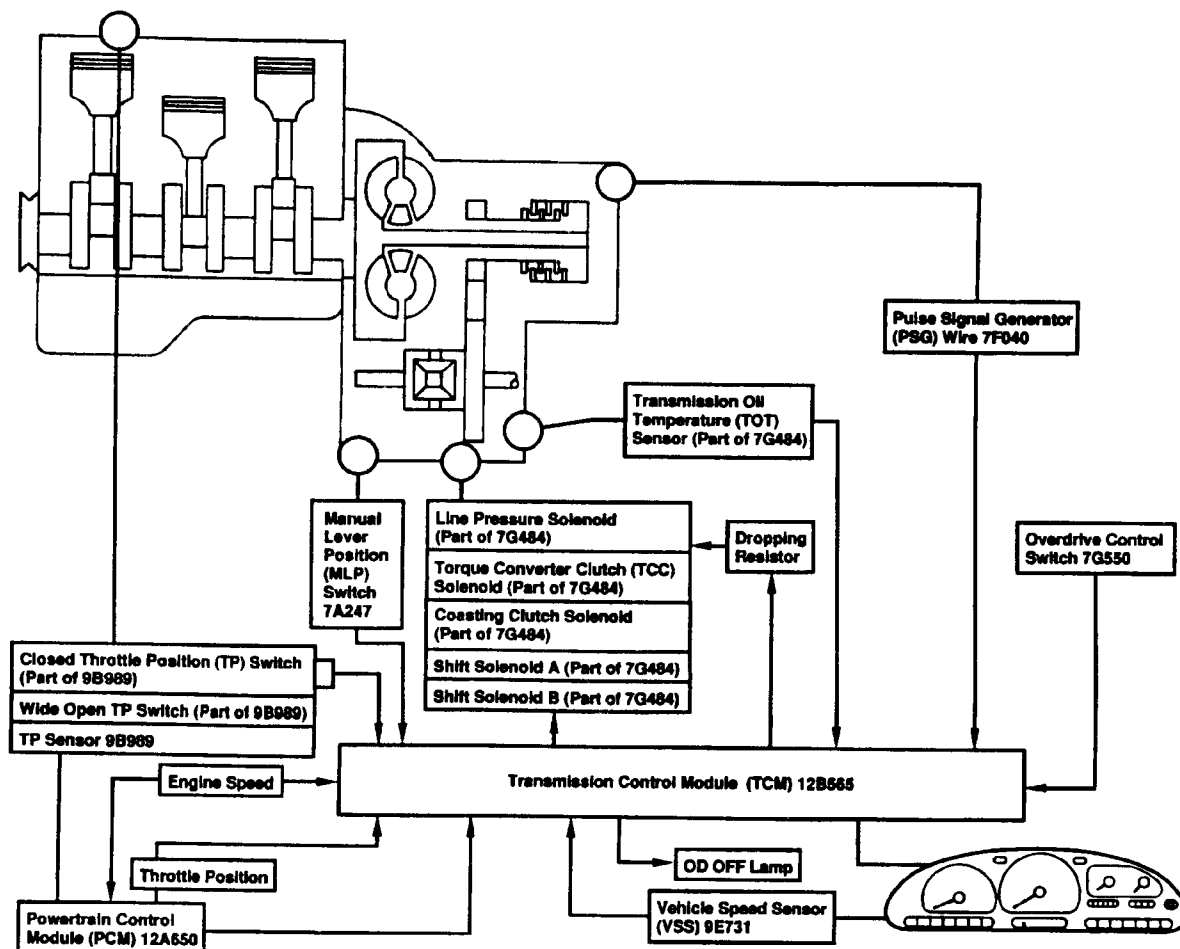 Pulse Signal Generator
(PSG) Wire 7F040
Transmission Oil
Temperature (TOT)
Sensor (Part of 7G484)
Manual
Lever
Position
(MLP)
Switch
7A247
Line Pressure Solenoid
(Part of 7G484)
Torque Converter Clutch (TCC)
Solenoid (Part of 7G484)
Coasting Clutch Solenoid
(Part of 7G484)
Shift Solenoid A (Part of 7G484)
Shift Solenoid B (Part of 7G484)
Dropping
Resistor
Overdrive Control
Switch 7G550
Closed Throttle Position (TP) Switch
(Part of 9B989)
Wide Open TP Switch (Part of 9B989)
TP Sensor 9B989
Engine Speed
Transmission Control Module (TCM) 12B565
Throttle Position
OD OFF Lamp
Powertrain Control
Module (PCM) 12A650
Vehicle Speed Sensor
(VSS) 9E731